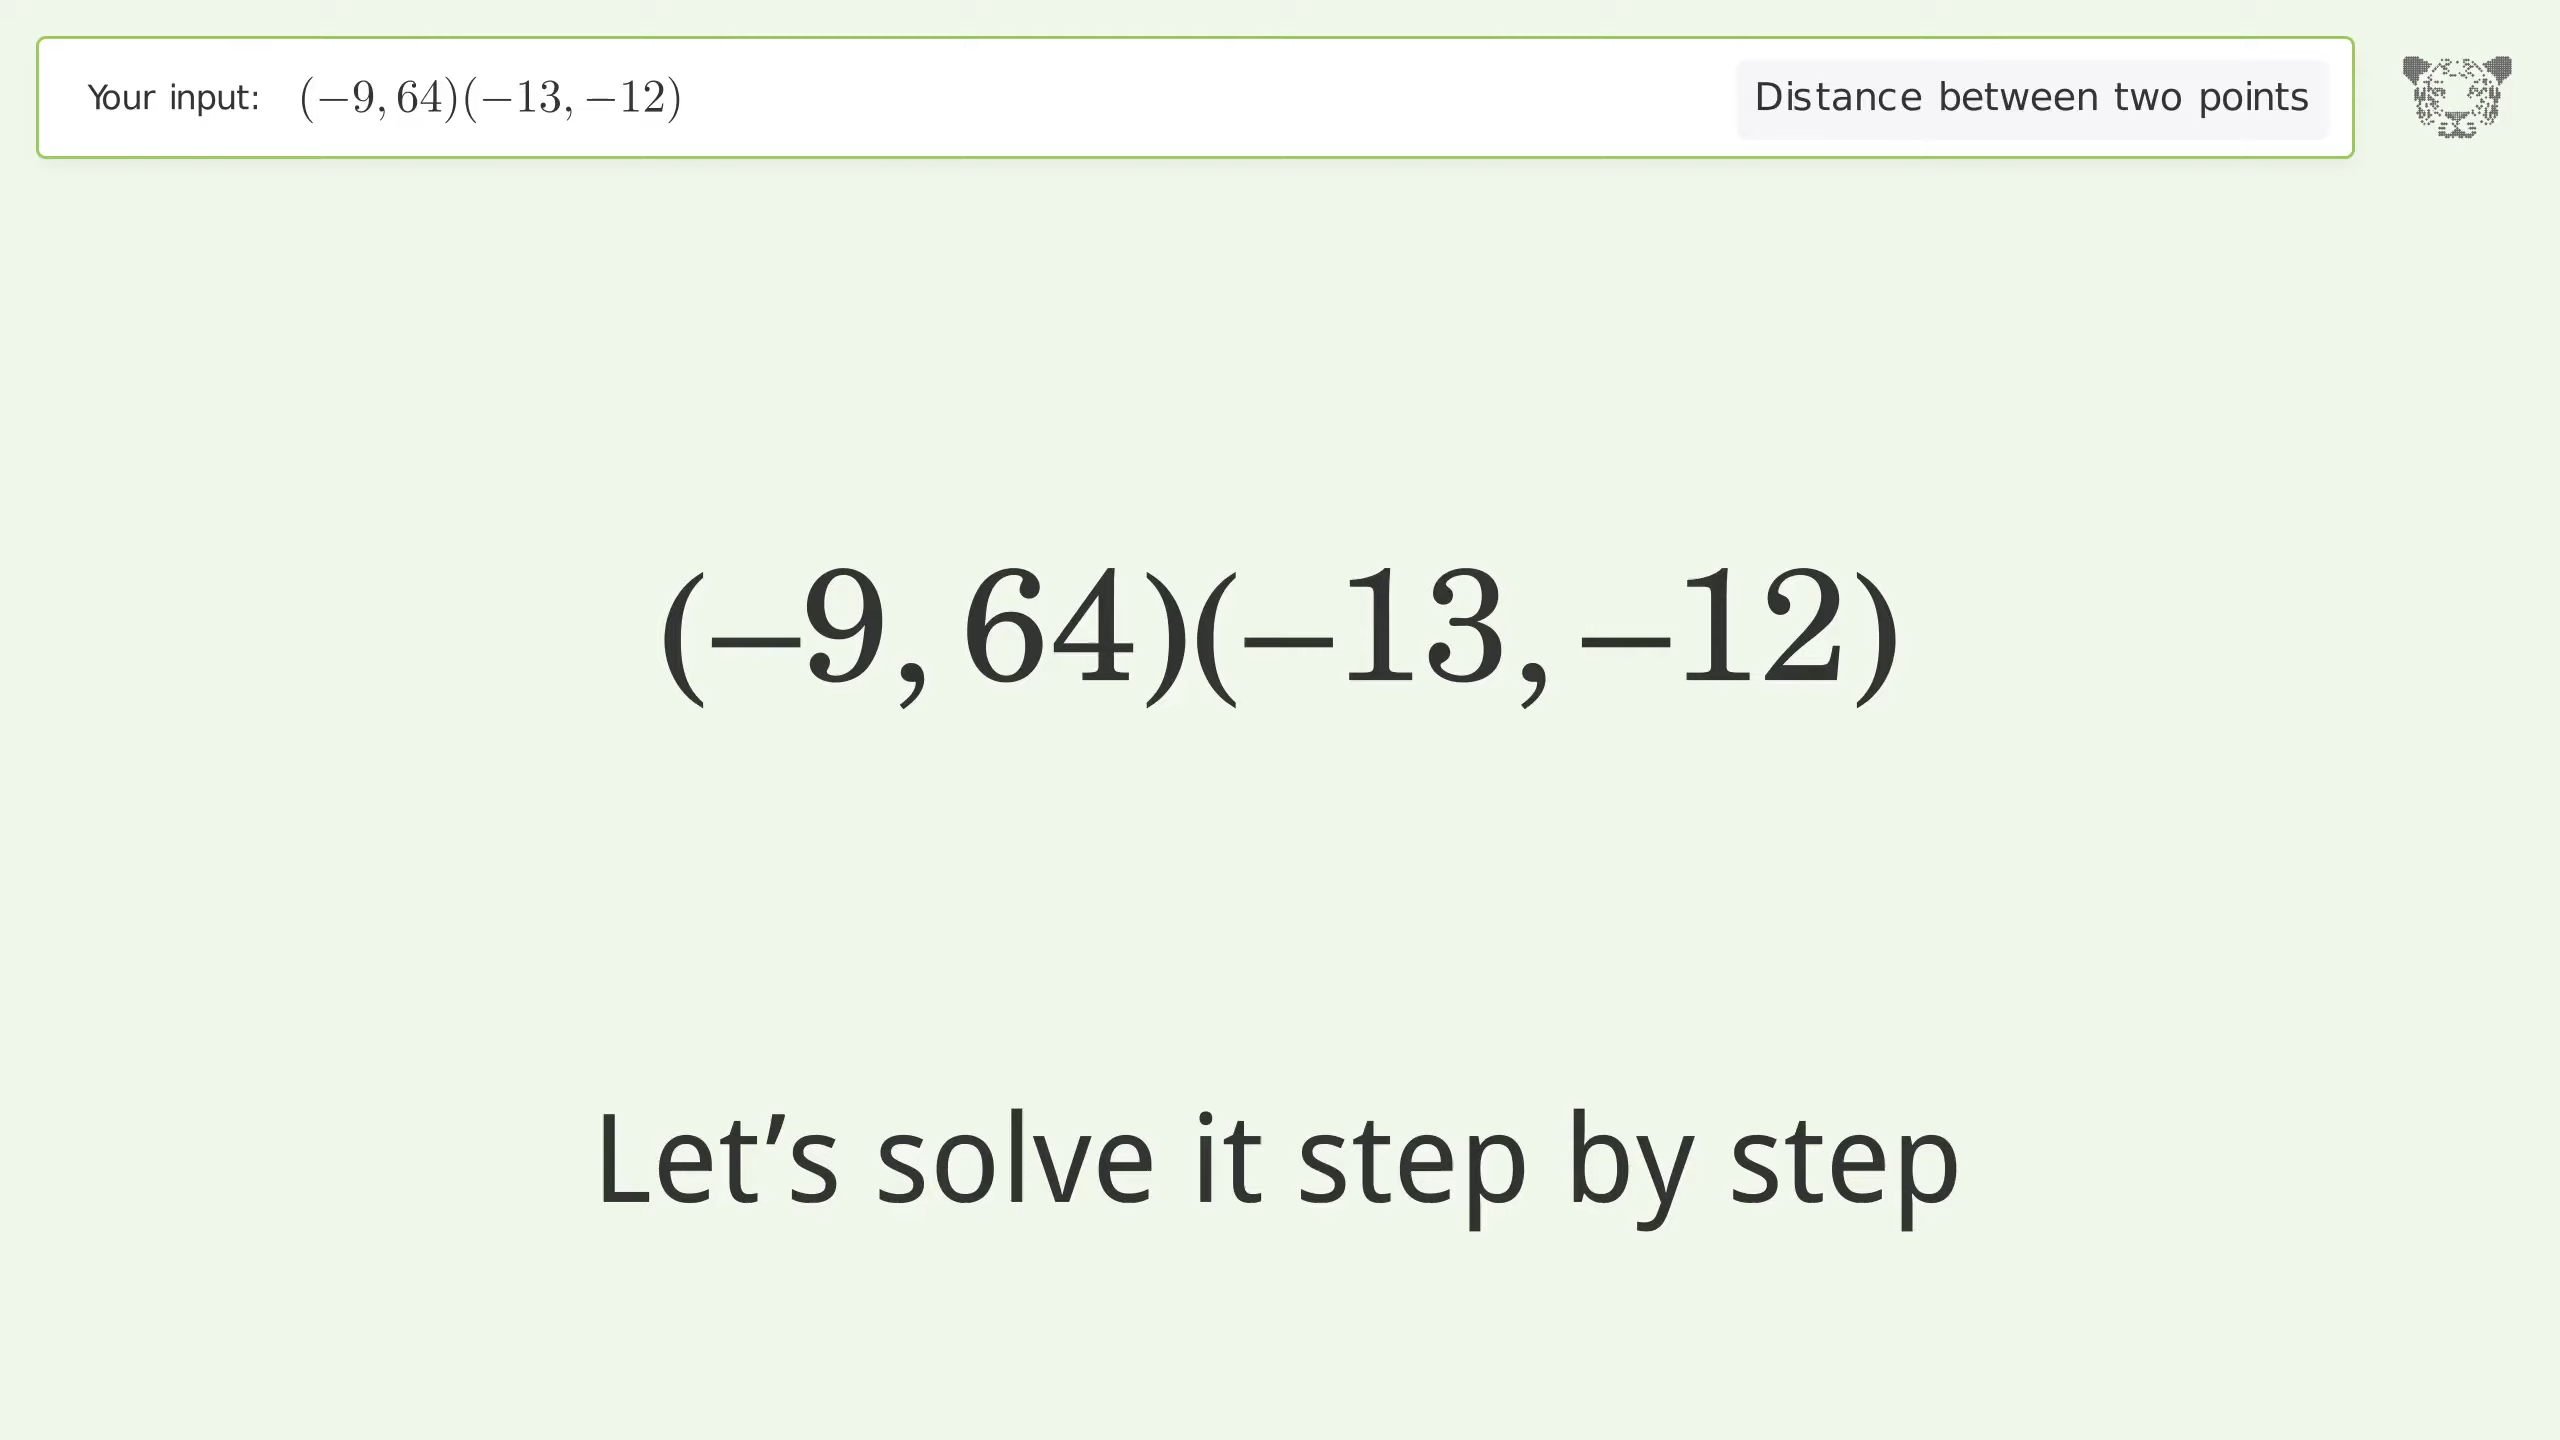 Your input: (−9, 64)(−13, −12) Distance between two points
(−9, 64)(−13, −12)
Let’s solve it step by step